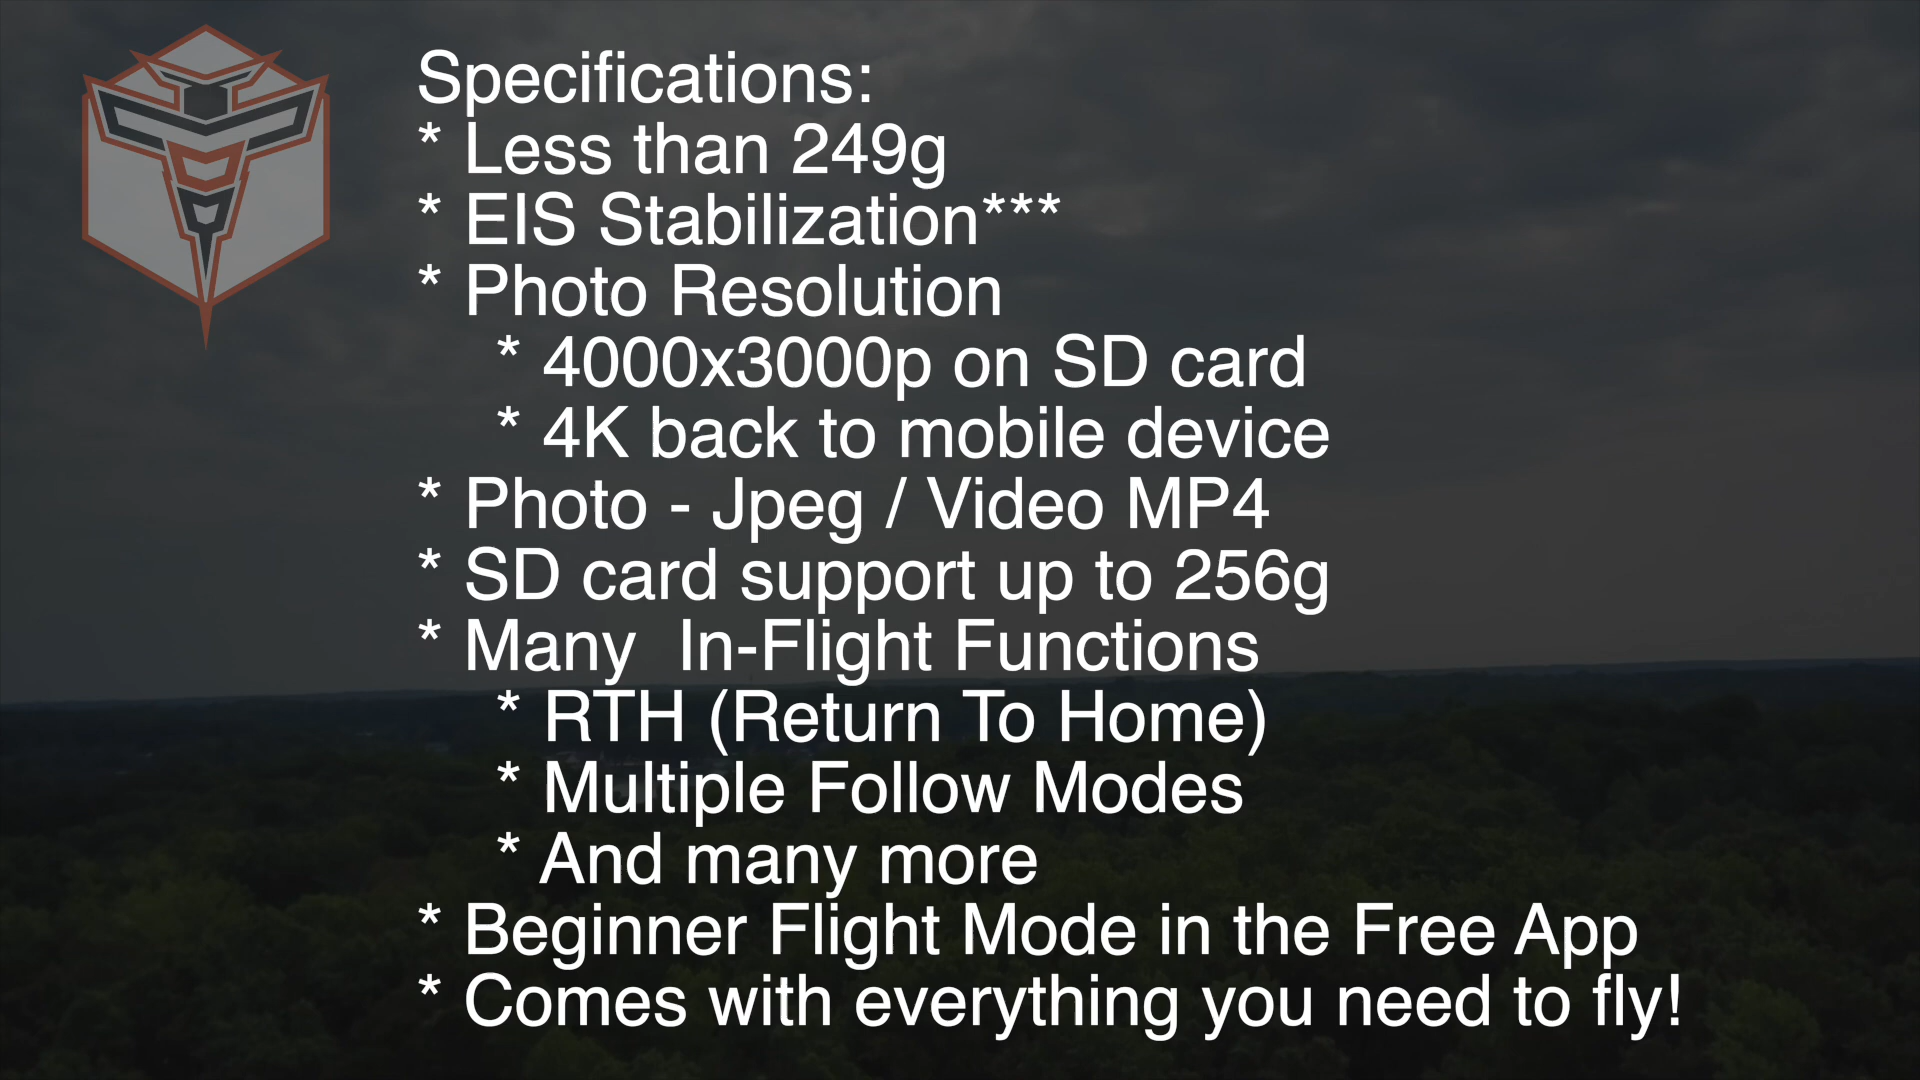 Specifications:
* Less than 249g
* EIS Stabilization***
* Photo Resolution
* 4000x3000p on SD card
* 4K back to mobile device
* Photo - Jpeg / Video MP4
* SD card support up to 256g
* Many  In-Flight Functions
* RTH (Return To Home)
* Multiple Follow Modes
* And many more
* Beginner Flight Mode in the Free App
* Comes with everything you need to fly!